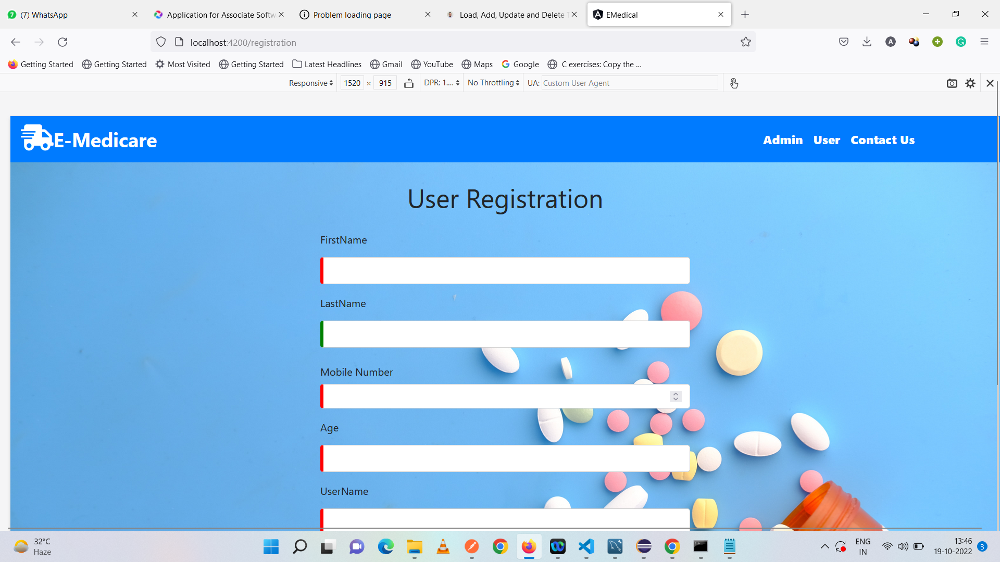 (7) WhatsApp
Application for Associate Softw
Problem loading page
Load, Add, Update and Delete T
EMedical
localhost:4200/registration
Getting Started
Getting Started
Most Visited
Getting Started
Latest Headlines
Gmail
YouTube
Maps
Google
C exercises: Copy the ...
Responsive
1520 × 915
DPR: 1....
No Throttling
UA: Custom User Agent
E-Medicare
Admin
User
Contact Us
User Registration
FirstName
LastName
Mobile Number
Age
UserName
32°C
Haze
ENG
IN
13:46
19-10-2022
3